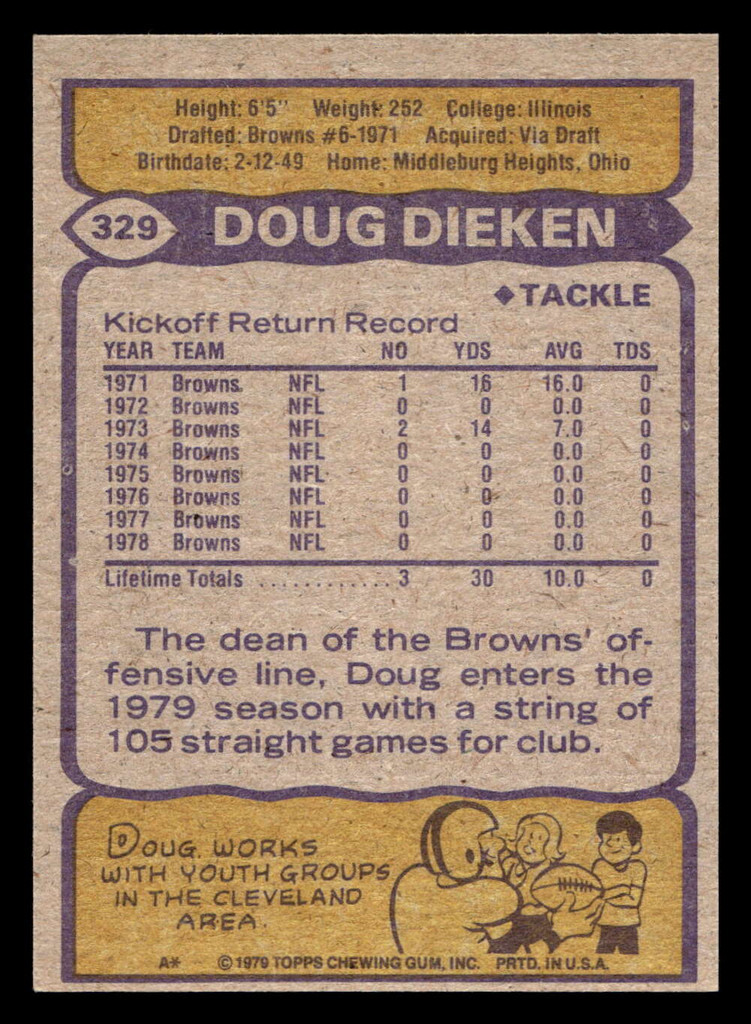 Height: 6'5" Weight: 252 College: Illinois
Drafted: Browns #6-1971 Acquired: Via Draft
Birthdate: 2-12-49 Home: Middleburg Heights, Ohio
329 DOUG DIEKEN
◆TACKLE
Kickoff Return Record
YEAR TEAM NO YDS AVG TDS
1971 Browns NFL 1 16 16.0 0
1972 Browns NFL 0 0 0.0 0
1973 Browns NFL 2 14 7.0 0
1974 Browns NFL 0 0 0.0 0
1975 Browns NFL 0 0 0.0 0
1976 Browns NFL 0 0 0.0 0
1977 Browns NFL 0 0 0.0 0
1978 Browns NFL 0 0 0.0 0
Lifetime Totals ............ 3 30 10.0 0
The dean of the Browns' of-
fensive line, Doug enters the
1979 season with a string of
105 straight games for club.
DOUG WORKS
WITH YOUTH GROUPS
IN THE CLEVELAND
AREA.
A* © 1979 TOPPS CHEWING GUM, INC. PRTD. IN U.S.A.